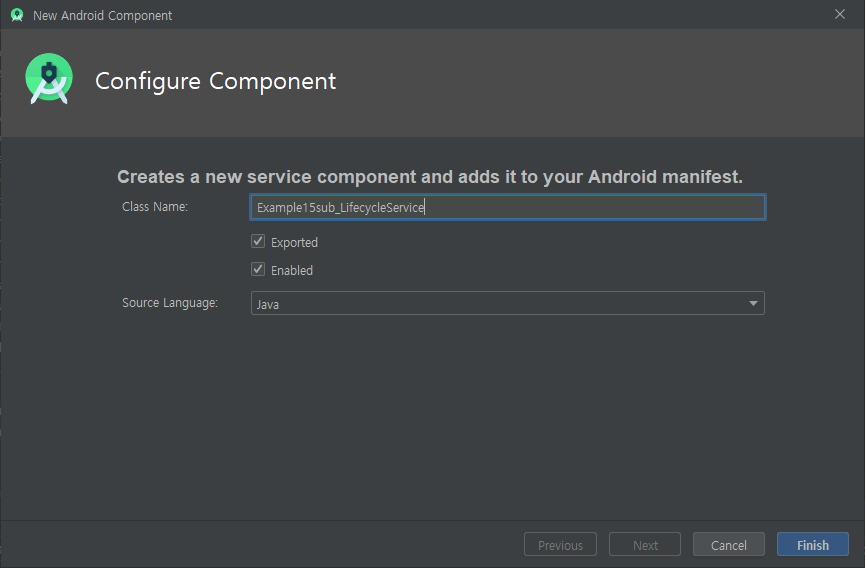 New Android Component
Configure Component
Creates a new service component and adds it to your Android manifest.
Class Name:
Example15sub_LifecycleService
Exported
Enabled
Source Language:
Java
Previous
Next
Cancel
Finish